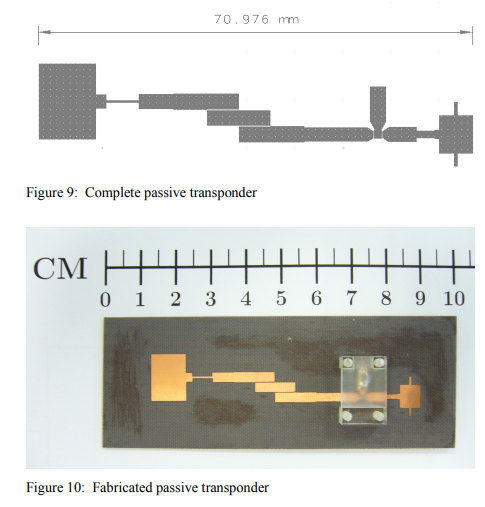 70.976 mm
Figure 9: Complete passive transponder
CM
0 1 2 3 4 5 6 7 8 9 10
Figure 10: Fabricated passive transponder